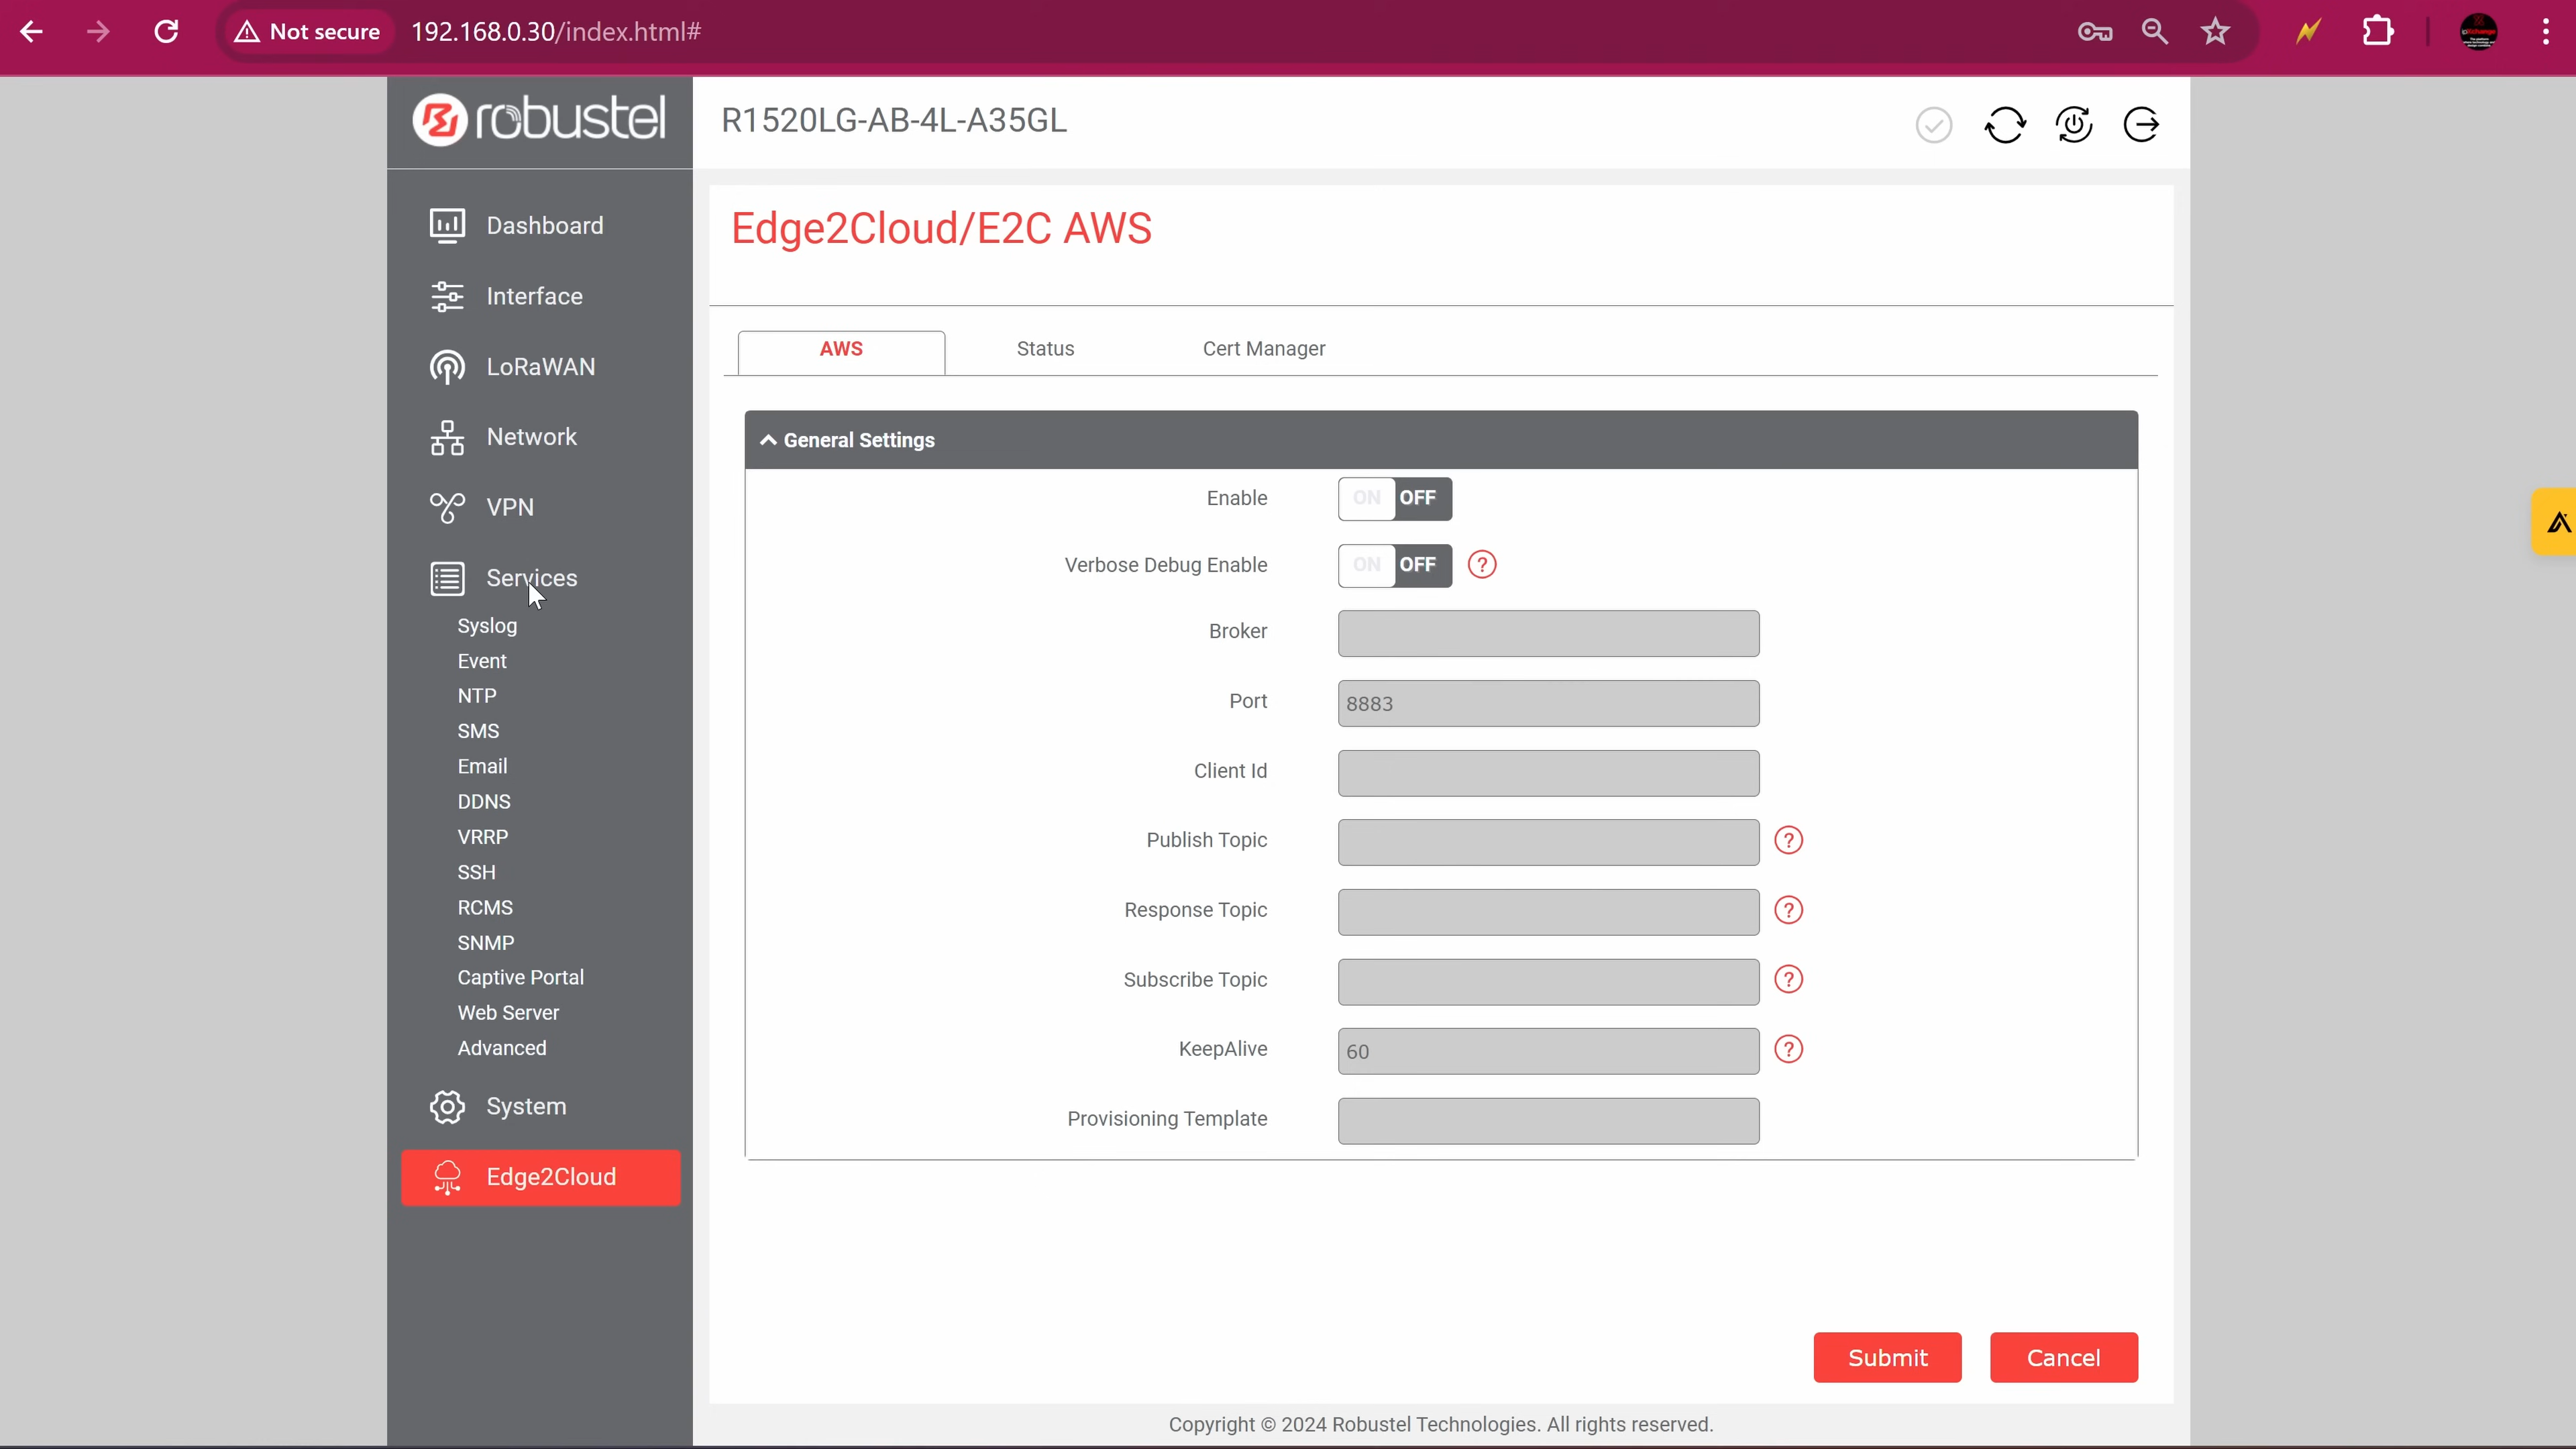 Not secure
192.168.0.30/index.html#
robustel
R1520LG-AB-4L-A35GL
Dashboard
Interface
LoRaWAN
Network
VPN
Services
Syslog
Event
NTP
SMS
Email
DDNS
VRRP
SSH
RCMS
SNMP
Captive Portal
Web Server
Advanced
System
Edge2Cloud
Edge2Cloud/E2C AWS
AWS Status Cert Manager
General Settings
Enable ON OFF
Verbose Debug Enable ON OFF ?
Broker
Port 8883
Client Id
Publish Topic ?
Response Topic ?
Subscribe Topic ?
KeepAlive 60 ?
Provisioning Template
Submit Cancel
Copyright © 2024 Robustel Technologies. All rights reserved.